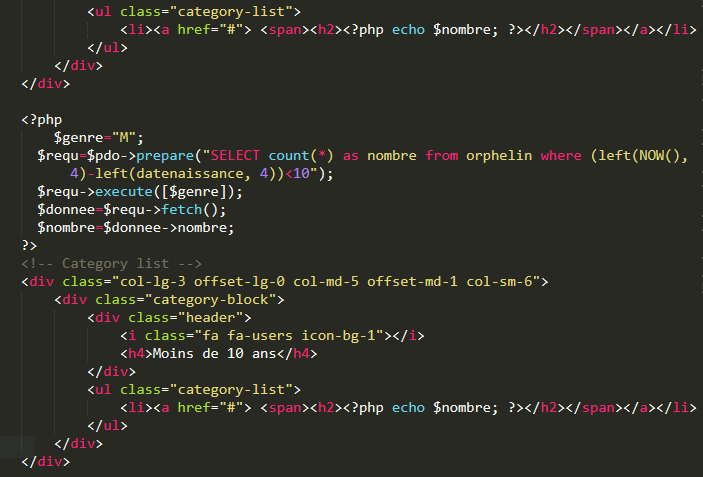 <ul class="category-list">
<li><a href="#"> <span><h2><?php echo $nombre; ?></h2></span></a></li>
</ul>
</div>
</div>
<?php
$genre="M";
$requ=$pdo->prepare("SELECT count(*) as nombre from orphelin where (left(NOW(),
4)-left(datenaissance, 4))<10");
$requ->execute([$genre]);
$donnee=$requ->fetch();
$nombre=$donnee->nombre;
?>
<!-- Category list -->
<div class="col-lg-3 offset-lg-0 col-md-5 offset-md-1 col-sm-6">
<div class="category-block">
<div class="header">
<i class="fa fa-users icon-bg-1"></i>
<h4>Moins de 10 ans</h4>
</div>
<ul class="category-list">
<li><a href="#"> <span><h2><?php echo $nombre; ?></h2></span></a></li>
</ul>
</div>
</div>